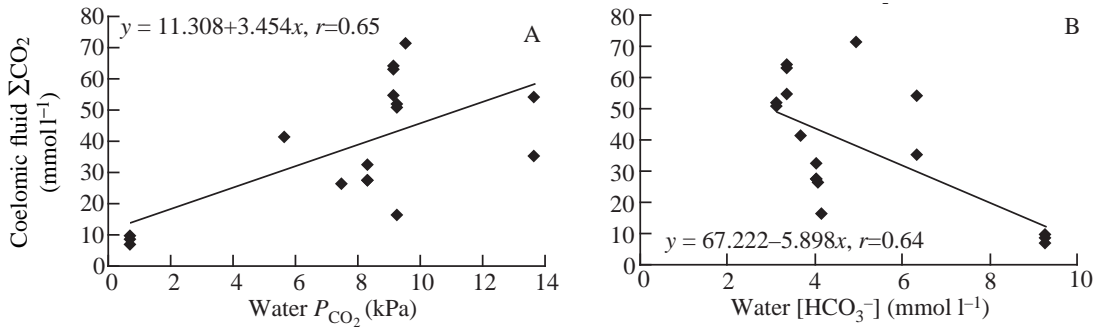 y = 11.308+3.454x, r=0.65
A
80
70
60
50
40
30
20
10
0
0 2 4 6 8 10 12 14
Water P_CO₂ (kPa)
Coelomic fluid ∑CO₂
(mmol l⁻¹)
B
80
70
60
50
40
30
20
10
0
y = 67.222–5.898x, r=0.64
0 2 4 6 8 10
Water [HCO₃⁻] (mmol l⁻¹)